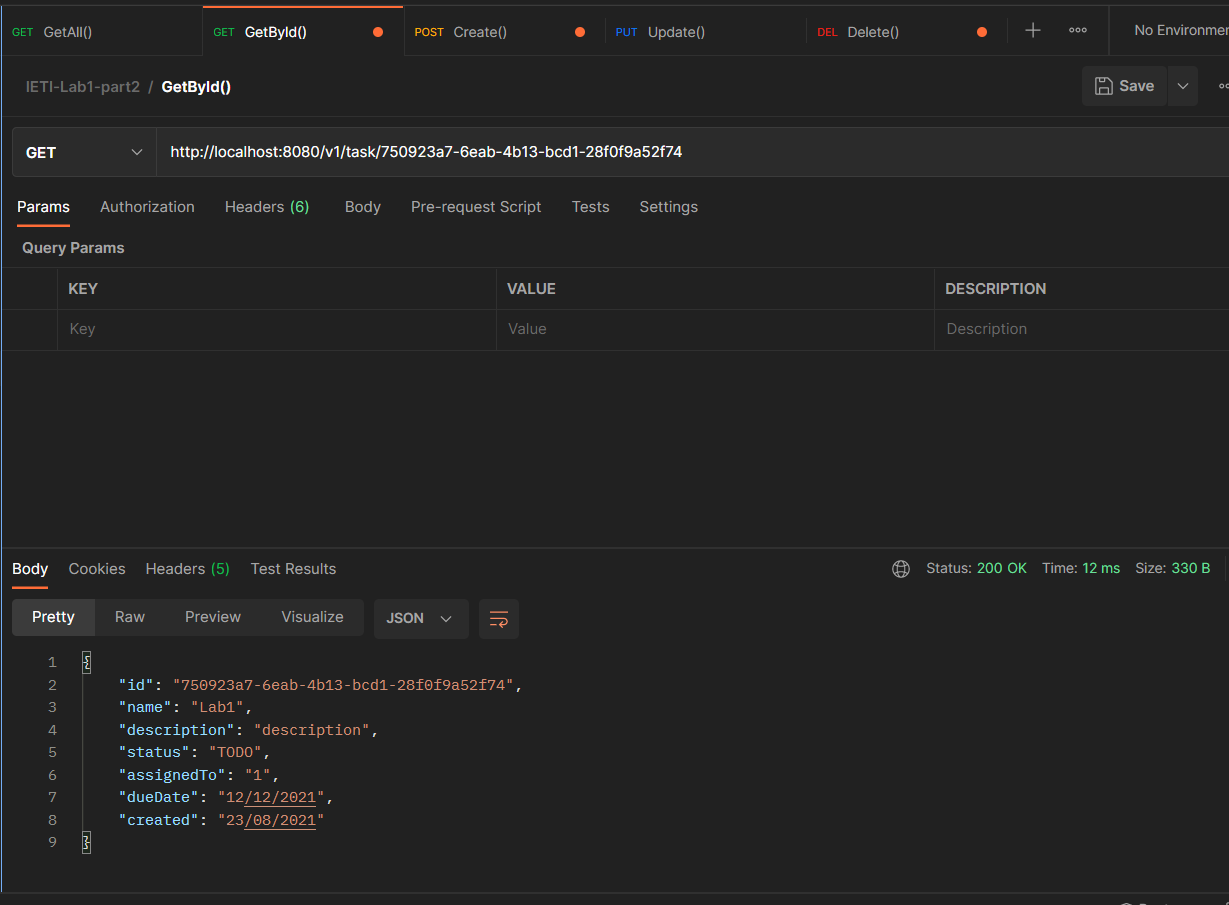 GET GetAll() GET GetById() POST Create() PUT Update() DEL Delete() No Environmen
IETI-Lab1-part2 / GetById() Save
GET http://localhost:8080/v1/task/750923a7-6eab-4b13-bcd1-28f0f9a52f74
Params Authorization Headers (6) Body Pre-request Script Tests Settings
Query Params
KEY VALUE DESCRIPTION
Key Value Description
Body Cookies Headers (5) Test Results Status: 200 OK Time: 12 ms Size: 330 B
Pretty Raw Preview Visualize JSON
1 {
2 "id": "750923a7-6eab-4b13-bcd1-28f0f9a52f74",
3 "name": "Lab1",
4 "description": "description",
5 "status": "TODO",
6 "assignedTo": "1",
7 "dueDate": "12/12/2021",
8 "created": "23/08/2021"
9 }